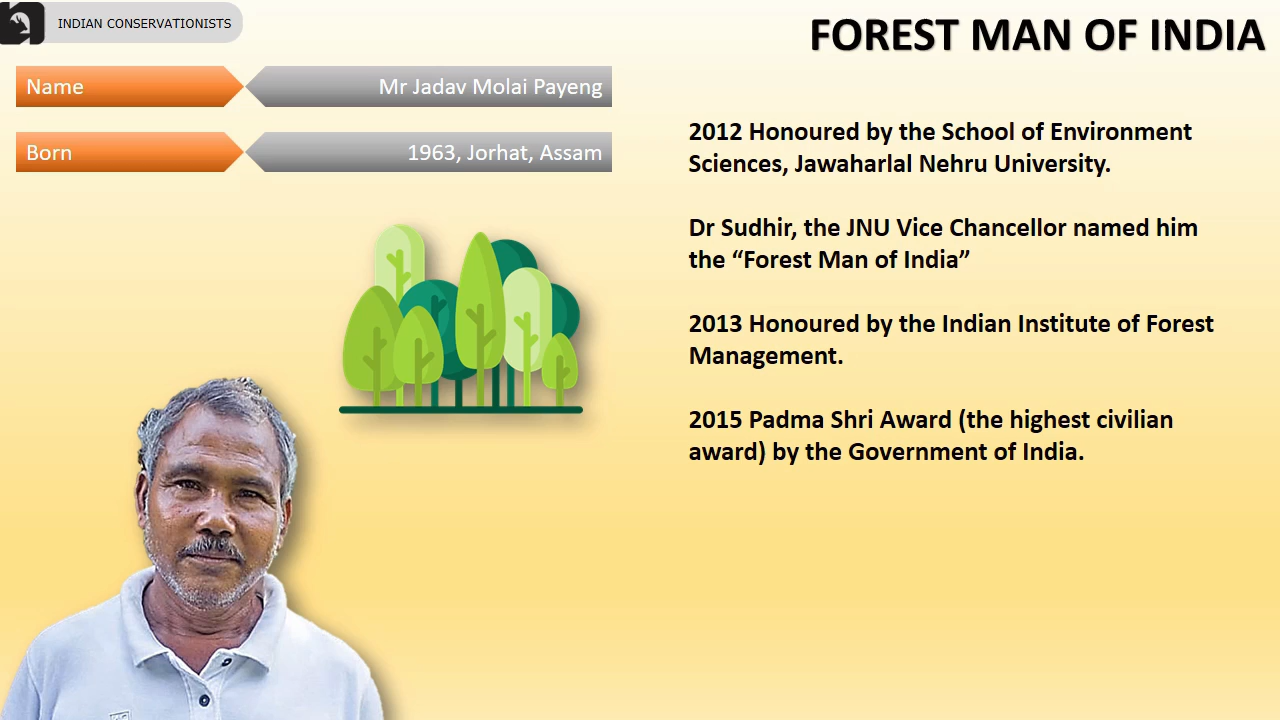 INDIAN CONSERVATIONISTS
FOREST MAN OF INDIA
Name
Mr Jadav Molai Payeng
Born
1963, Jorhat, Assam
2012 Honoured by the School of Environment
Sciences, Jawaharlal Nehru University.
Dr Sudhir, the JNU Vice Chancellor named him
the “Forest Man of India”
2013 Honoured by the Indian Institute of Forest
Management.
2015 Padma Shri Award (the highest civilian
award) by the Government of India.